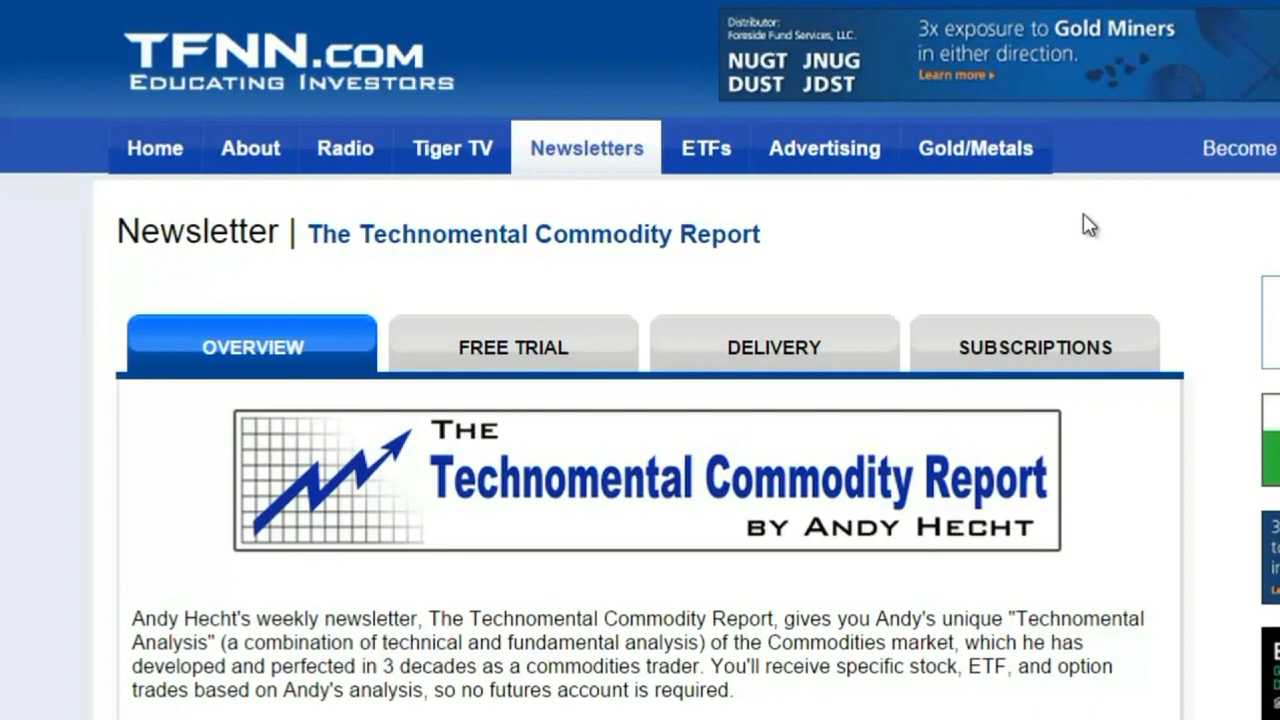 TFNN.COM
EDUCATING INVESTORS
Distributor:
Foreside Fund Services, LLC.
NUGT JNUG
DUST JDST
3x exposure to Gold Miners
in either direction.
Learn more
Home About Radio Tiger TV Newsletters ETFs Advertising Gold/Metals Become
Newsletter | The Technomental Commodity Report
OVERVIEW FREE TRIAL DELIVERY SUBSCRIPTIONS
THE
Technomental Commodity Report
BY ANDY HECHT
Andy Hecht's weekly newsletter, The Technomental Commodity Report, gives you Andy's unique "Technomental
Analysis" (a combination of technical and fundamental analysis) of the Commodities market, which he has
developed and perfected in 3 decades as a commodities trader. You'll receive specific stock, ETF, and option
trades based on Andy's analysis, so no futures account is required.